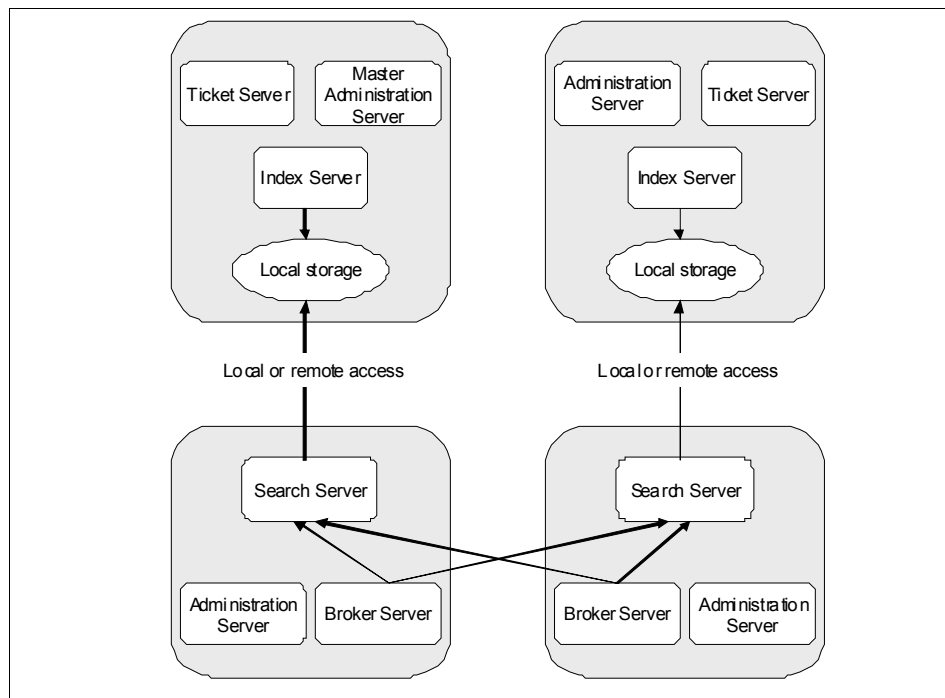 Ticket Server
Master
Administration
Server
Administration
Server
Ticket Server
Index Server
Index Server
Local storage
Local storage
Local or remote access
Local or remote access
Search Server
Search Server
Administration
Server
Broker Server
Broker Server
Administration
Server